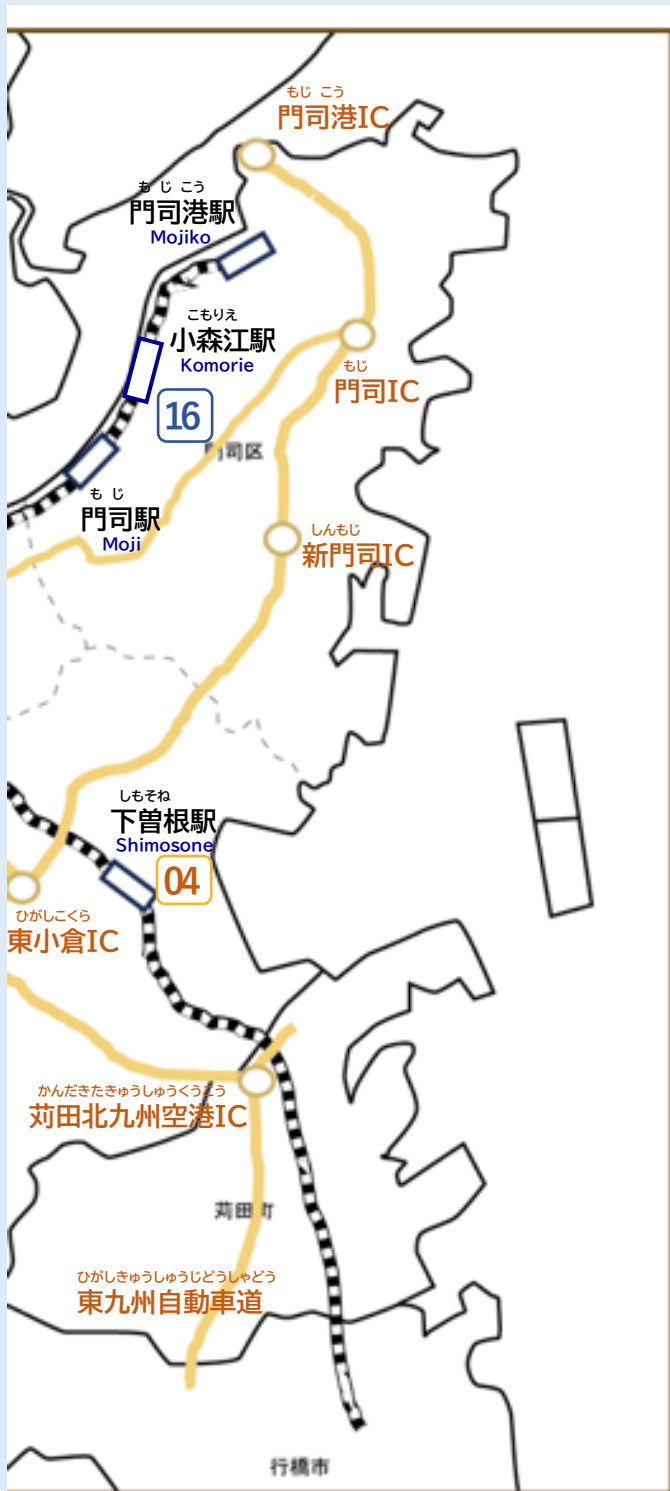 もじ こう
門司港IC
も じ こう
門司港駅
Mojiko
こもりえ
小森江駅
Komorie
もじ
門司IC
16
門司区
も じ
門司駅
Moji
しんもじ
新門司IC
しもそね
下曽根駅
Shimosone
04
ひがしこくら
東小倉IC
かんだきたきゅうしゅうくうこう
苅田北九州空港IC
苅田町
ひがしきゅうしゅうじどうしゃどう
東九州自動車道
行橋市